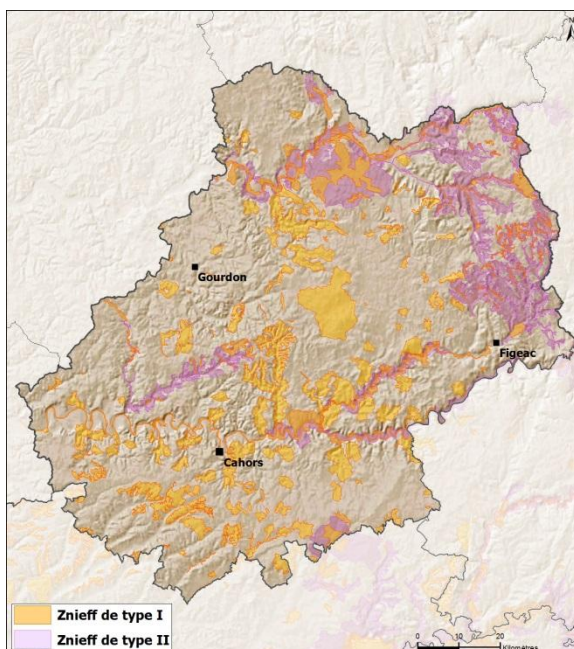 N
Gourdon
Figeac
Cahors
Znieff de type I
Znieff de type II
0 10 20
Kilomètres